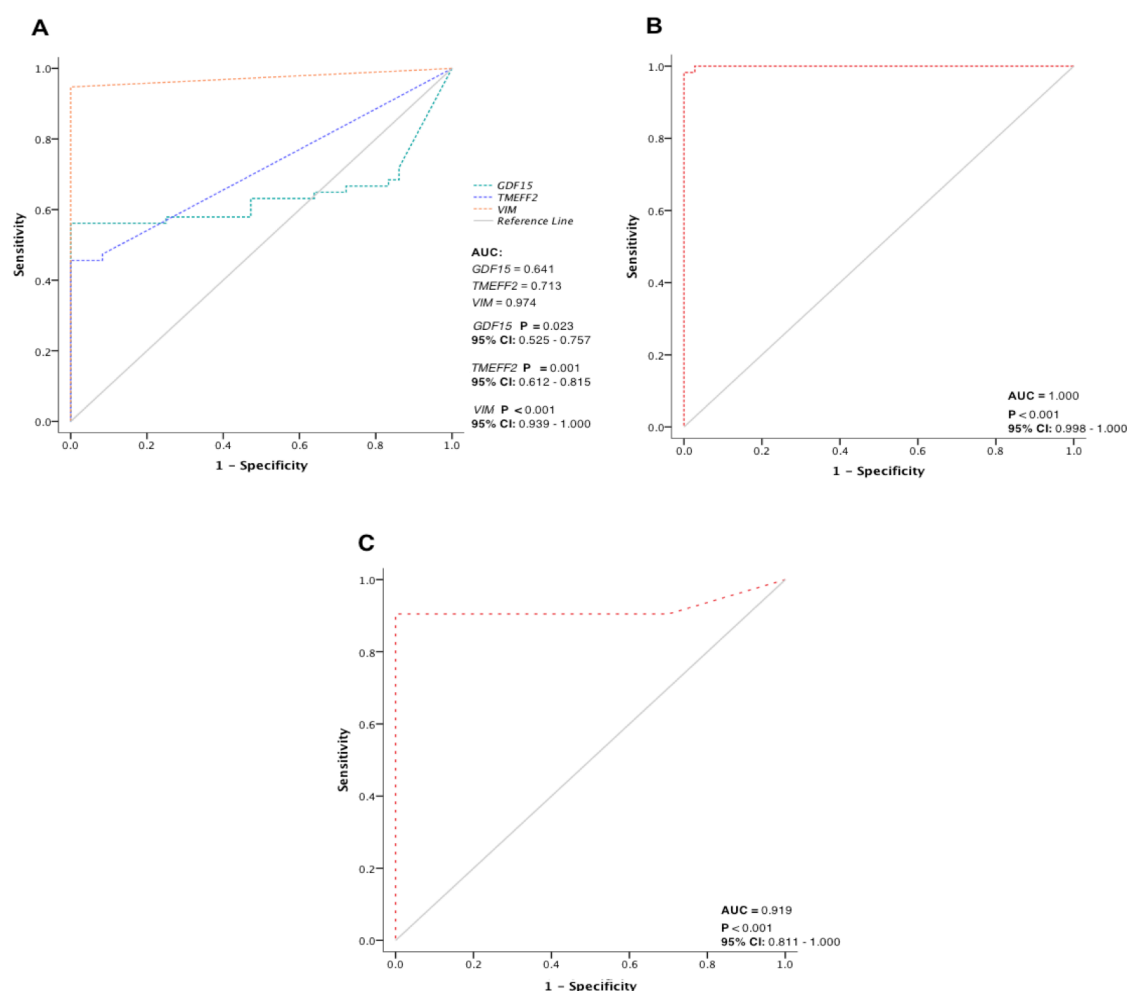 A
1.0
0.8
0.6
0.4
0.2
0.0
0.0 0.2 0.4 0.6 0.8 1.0
Sensitivity
1 - Specificity
GDF15
TMEFF2
VIM
Reference Line
AUC:
GDF15 = 0.641
TMEFF2 = 0.713
VIM = 0.974
GDF15 P = 0.023
95% CI: 0.525 - 0.757
TMEFF2 P = 0.001
95% CI: 0.612 - 0.815
VIM P < 0.001
95% CI: 0.939 - 1.000
B
1.0
0.8
0.6
0.4
0.2
0.0
0.0 0.2 0.4 0.6 0.8 1.0
Sensitivity
1 - Specificity
AUC = 1.000
P < 0.001
95% CI: 0.998 - 1.000
C
1.0
0.8
0.6
0.4
0.2
0.0
0.0 0.2 0.4 0.6 0.8 1.0
Sensitivity
1 - Specificity
AUC = 0.919
P < 0.001
95% CI: 0.811 - 1.000